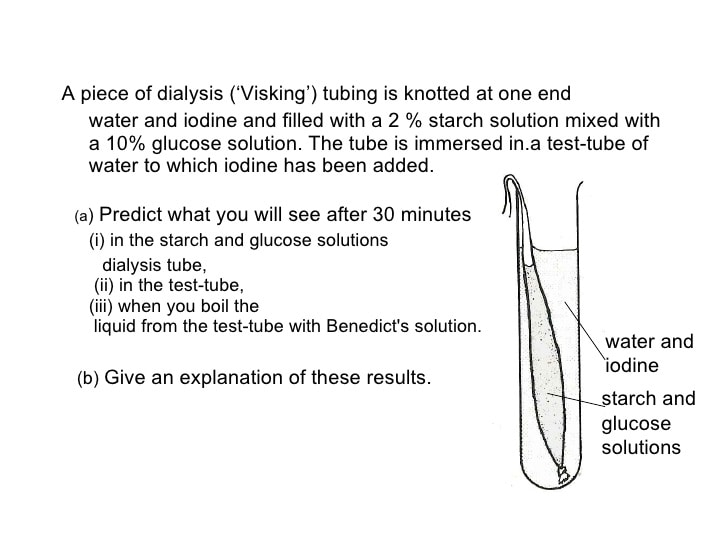 A piece of dialysis (‘Visking’) tubing is knotted at one end
water and iodine and filled with a 2 % starch solution mixed with
a 10% glucose solution. The tube is immersed in.a test-tube of
water to which iodine has been added.
(a) Predict what you will see after 30 minutes
(i) in the starch and glucose solutions
dialysis tube,
(ii) in the test-tube,
(iii) when you boil the
liquid from the test-tube with Benedict's solution.
(b) Give an explanation of these results.
water and
iodine
starch and
glucose
solutions